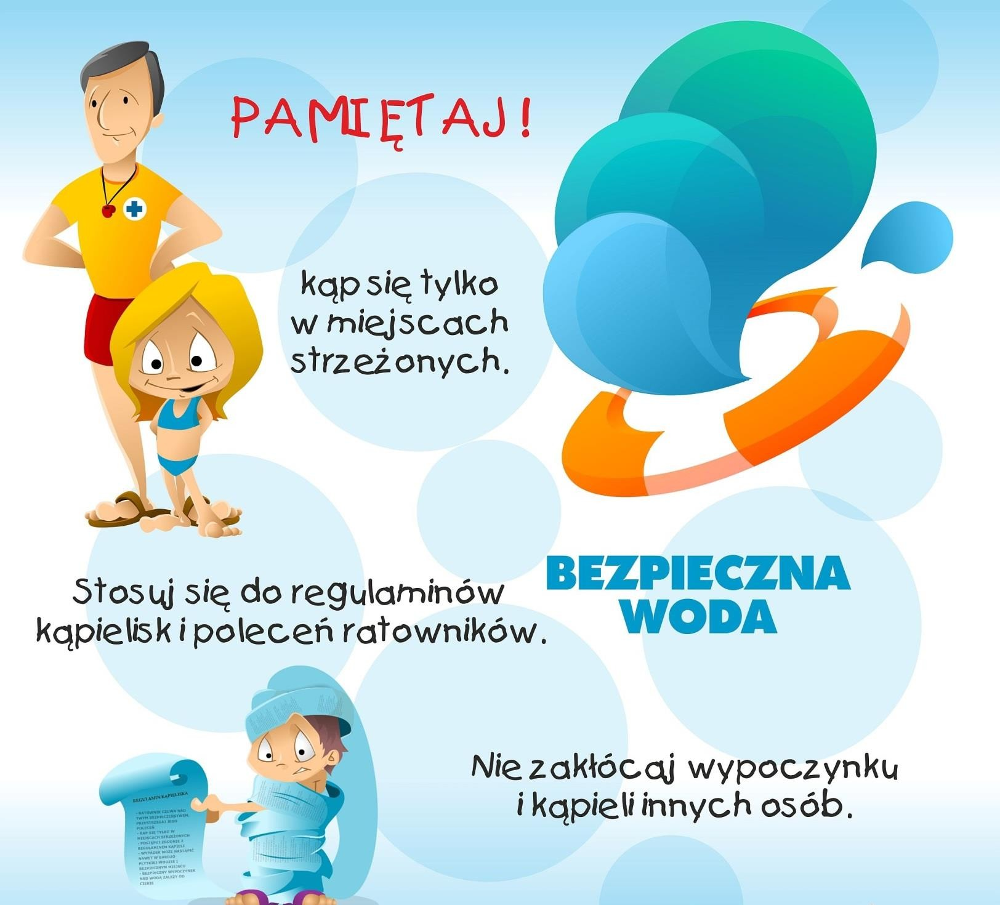 PAMIĘTAJ!
kąp się tylko
w miejscach
strzeżonych.
BEZPIECZNA
WODA
Stosuj się do regulaminów
kąpielisk i poleceń ratowników.
Nie zakłócaj wypoczynku
i kąpieli innych osób.
REGULAMIN KĄPIELISKA
- RATOWNIK CZUWA NAD
TWYM BEZPIECZEŃSTWEM,
PRZESTRZEGAJ JEGO
POLECEŃ
- KĄP SIĘ TYLKO W
MIEJSCACH STRZEŻONYCH
- POSTĘPUJ ZGODNIE Z
REGULAMINEM KĄPIELI
- WYPADEK MOŻE NASTĄPIĆ
NAWET W BARDZO
PŁYTKIEJ WODZIE I
BEZPIECZNYM MIEJSCU
- BEZPIECZNY WYPOCZYNEK
NAD WODĄ ZALEŻY OD
CIEBIE